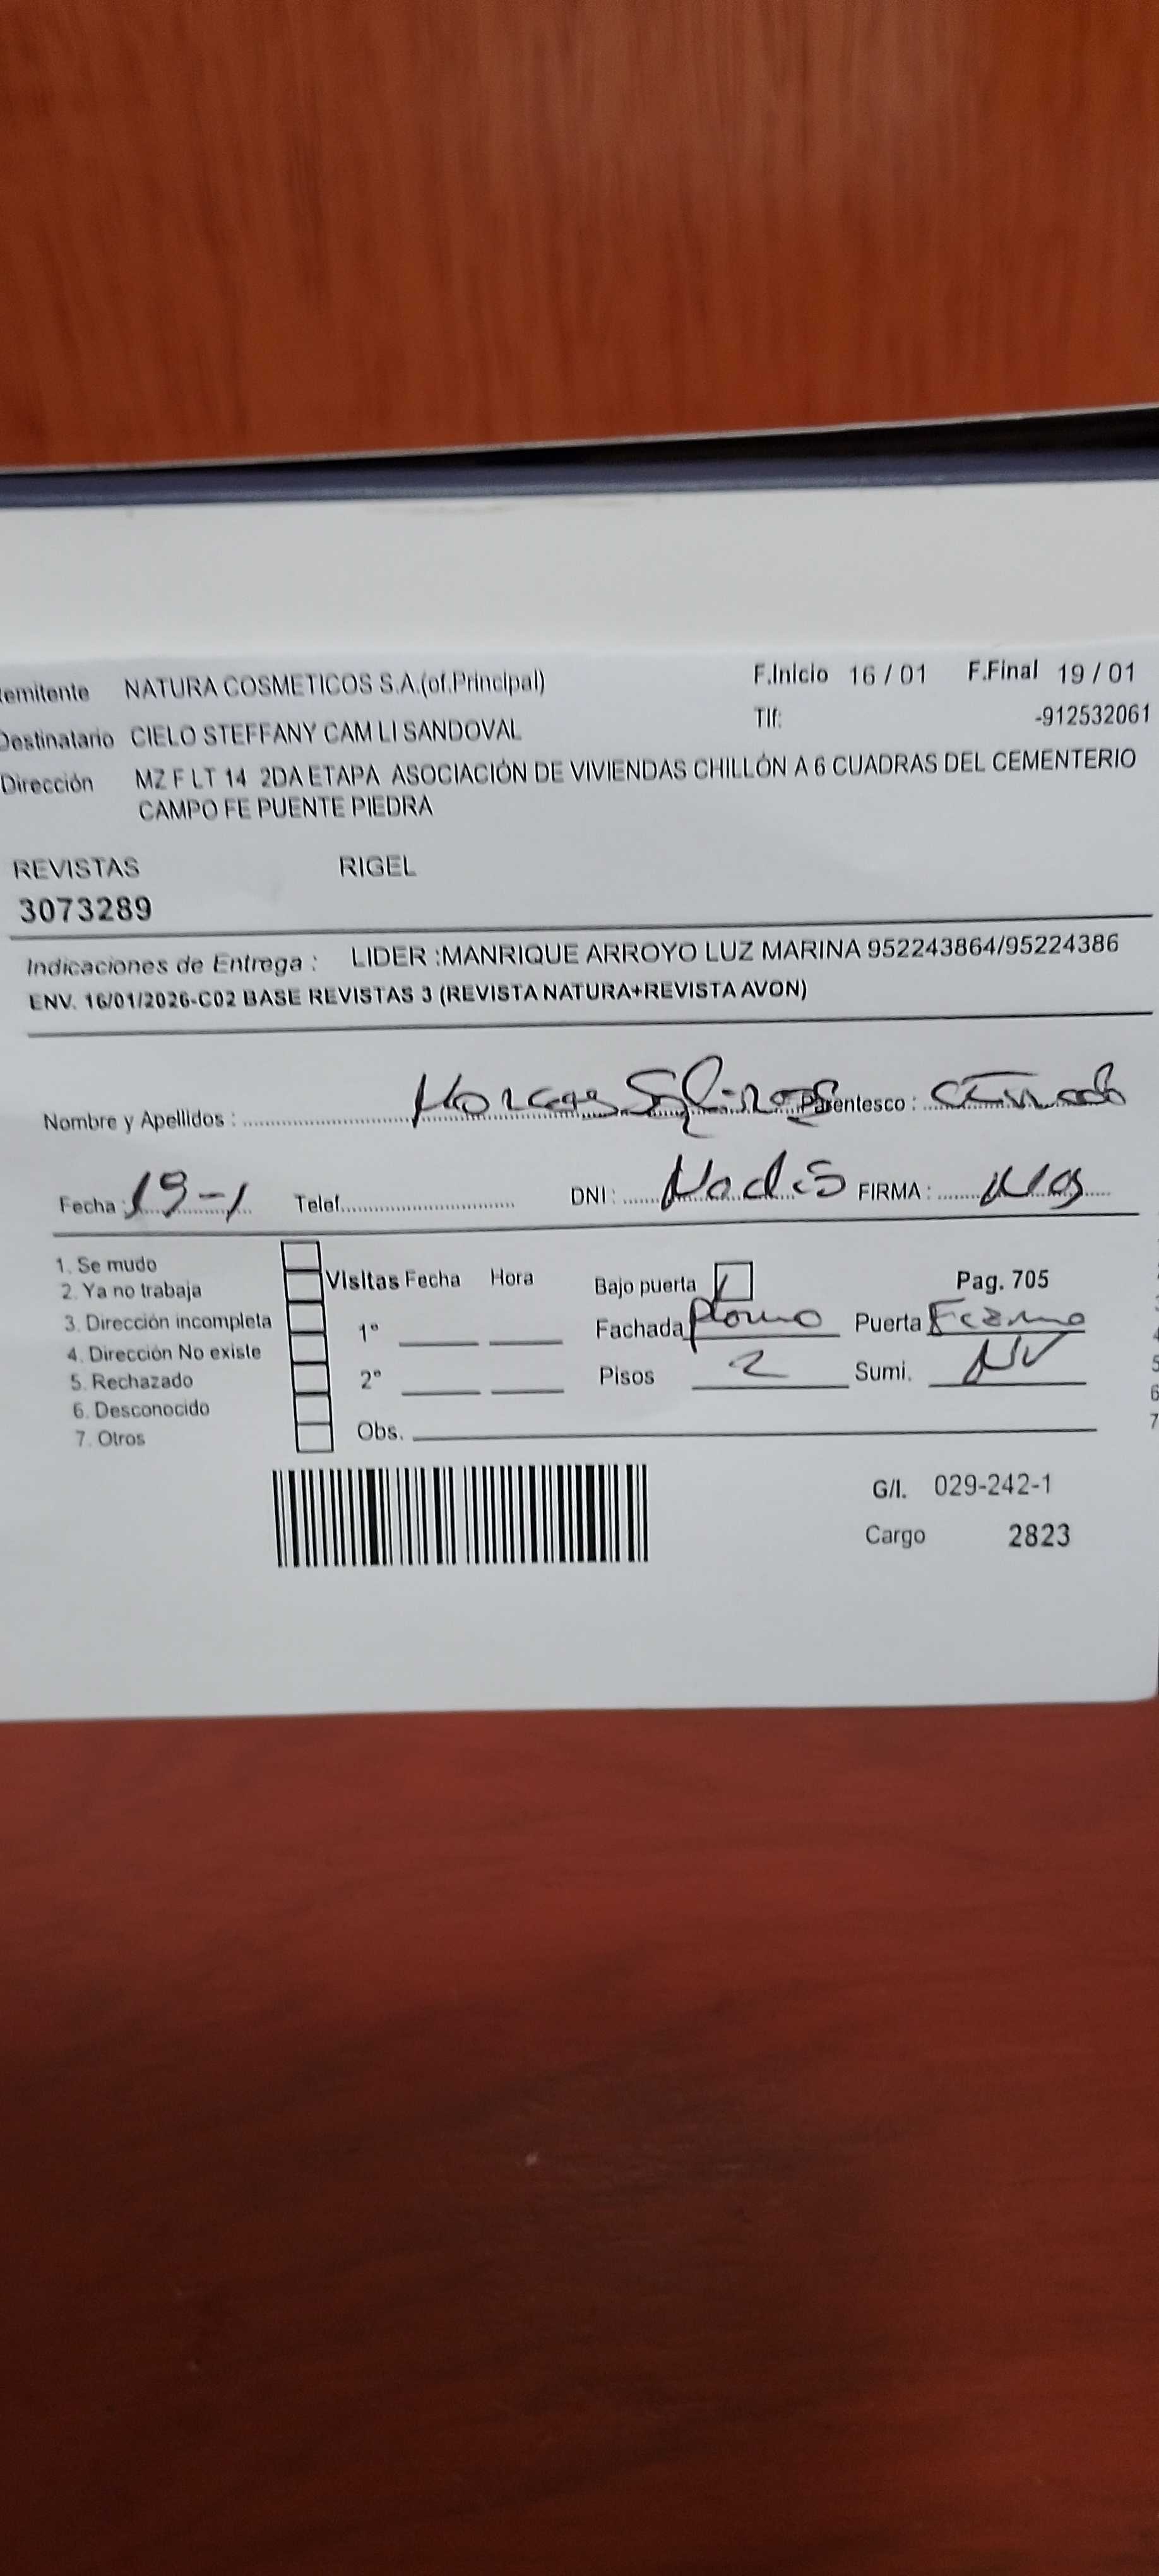 emitente NATURA COSMETICOS S.A.(of.Principal) F.Inicio 16 / 01 F.Final 19 / 01
Destinatario CIELO STEFFANY CAM LI SANDOVAL Tlf: -912532061
Dirección MZ F LT 14 2DA ETAPA ASOCIACIÓN DE VIVIENDAS CHILLÓN A 6 CUADRAS DEL CEMENTERIO
CAMPO FE PUENTE PIEDRA
REVISTAS RIGEL
3073289
Indicaciones de Entrega : LIDER :MANRIQUE ARROYO LUZ MARINA 952243864/95224386
ENV. 16/01/2026-C02 BASE REVISTAS 3 (REVISTA NATURA+REVISTA AVON)
Nombre y Apellidos : Parentesco :
Fecha : 19-1 Telef. DNI : FIRMA :
1. Se mudo
2. Ya no trabaja Visitas Fecha Hora Bajo puerta Pag. 705
3. Dirección incompleta 1° Fachada Plomo Puerta
4. Dirección No existe
5. Rechazado 2° Pisos 2 Sumi. NV
6. Desconocido
7. Otros Obs.
G/I. 029-242-1
Cargo 2823